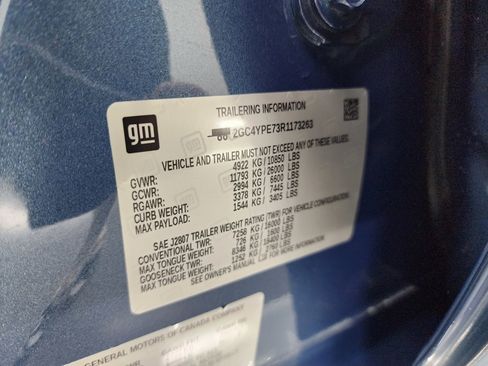 gm
TRAILERING INFORMATION
2GC4YPE73R1173263
VEHICLE AND TRAILER MUST NOT EXCEED ANY OF THESE VALUES.
GVWR: 4922 KG / 10850 LBS
GCWR: 11793 KG / 26000 LBS
RGAWR: 2994 KG / 6600 LBS
CURB WEIGHT: 3378 KG / 7445 LBS
MAX PAYLOAD: 1544 KG / 3405 LBS
SAE J2807 TRAILER WEIGHT RATING (TWR) FOR VEHICLE CONFIGURATION.
CONVENTIONAL TWR: 7258 KG / 16000 LBS
MAX TONGUE WEIGHT: 726 KG / 1600 LBS
GOOSENECK TWR: 8346 KG / 18400 LBS
MAX TONGUE WEIGHT: 1252 KG / 2760 LBS
SEE OWNER'S MANUAL FOR MORE INFORMATION
GENERAL MOTORS OF CANADA COMPANY